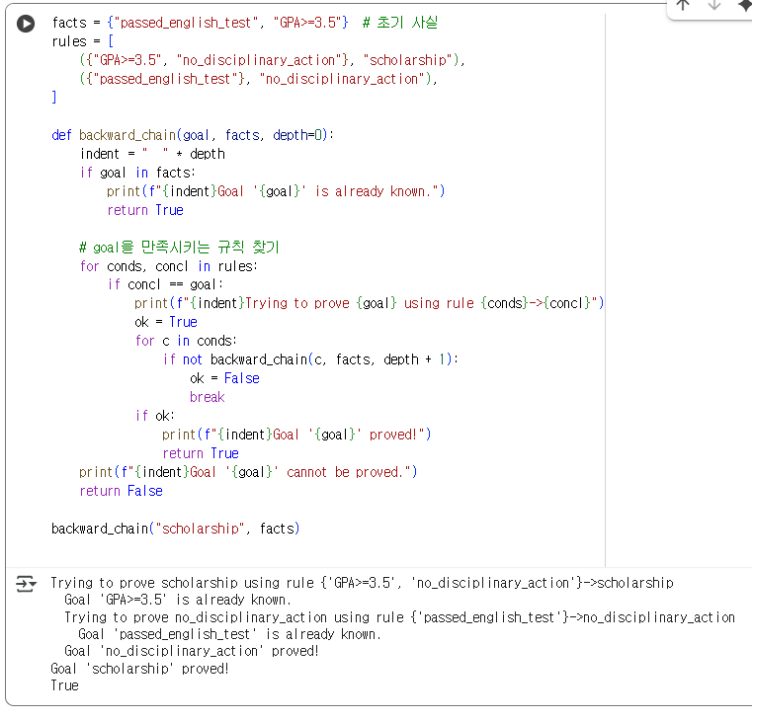 facts = {"passed_english_test", "GPA>=3.5"}  # 초기 사실
rules = [
    ({"GPA>=3.5", "no_disciplinary_action"}, "scholarship"),
    ({"passed_english_test"}, "no_disciplinary_action"),
]

def backward_chain(goal, facts, depth=0):
    indent = "  " * depth
    if goal in facts:
        print(f"{indent}Goal '{goal}' is already known.")
        return True

    # goal을 만족시키는 규칙 찾기
    for conds, concl in rules:
        if concl == goal:
            print(f"{indent}Trying to prove {goal} using rule {conds}->{concl}")
            ok = True
            for c in conds:
                if not backward_chain(c, facts, depth + 1):
                    ok = False
                    break
            if ok:
                print(f"{indent}Goal '{goal}' proved!")
                return True
    print(f"{indent}Goal '{goal}' cannot be proved.")
    return False

backward_chain("scholarship", facts)

Trying to prove scholarship using rule {'GPA>=3.5', 'no_disciplinary_action'}->scholarship
  Goal 'GPA>=3.5' is already known.
  Trying to prove no_disciplinary_action using rule {'passed_english_test'}->no_disciplinary_action
    Goal 'passed_english_test' is already known.
  Goal 'no_disciplinary_action' proved!
Goal 'scholarship' proved!
True